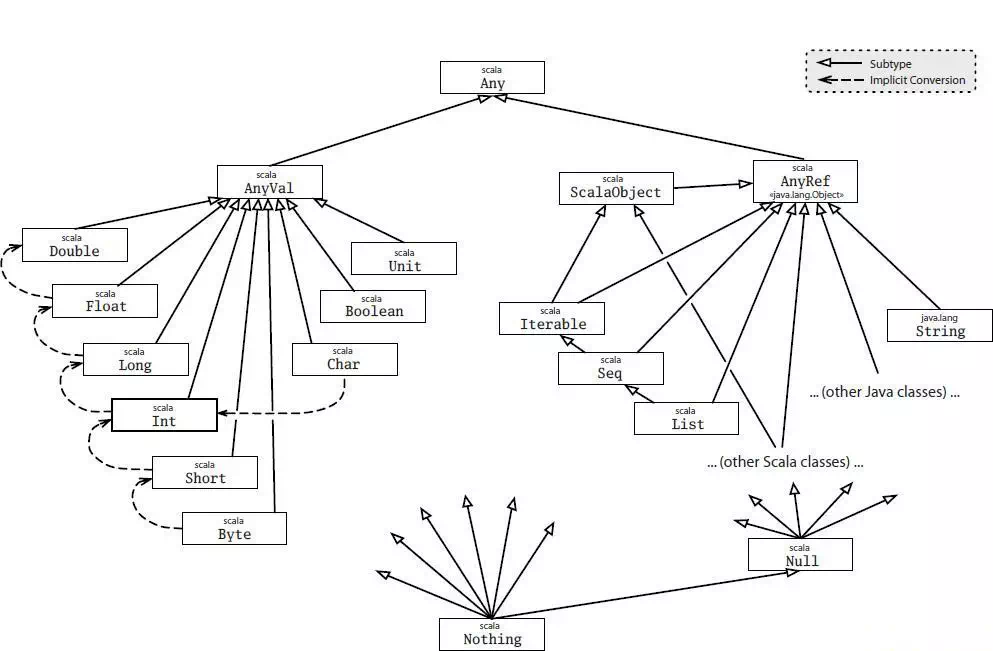 scala
Any
Subtype
Implicit Conversion
scala
AnyVal
scala
ScalaObject
scala
AnyRef
«java.lang.Object»
scala
Double
scala
Unit
scala
Float
scala
Boolean
scala
Iterable
java.lang
String
scala
Long
scala
Char
scala
Seq
... (other Java classes) ...
scala
Int
scala
List
scala
Short
... (other Scala classes) ...
scala
Byte
scala
Null
scala
Nothing